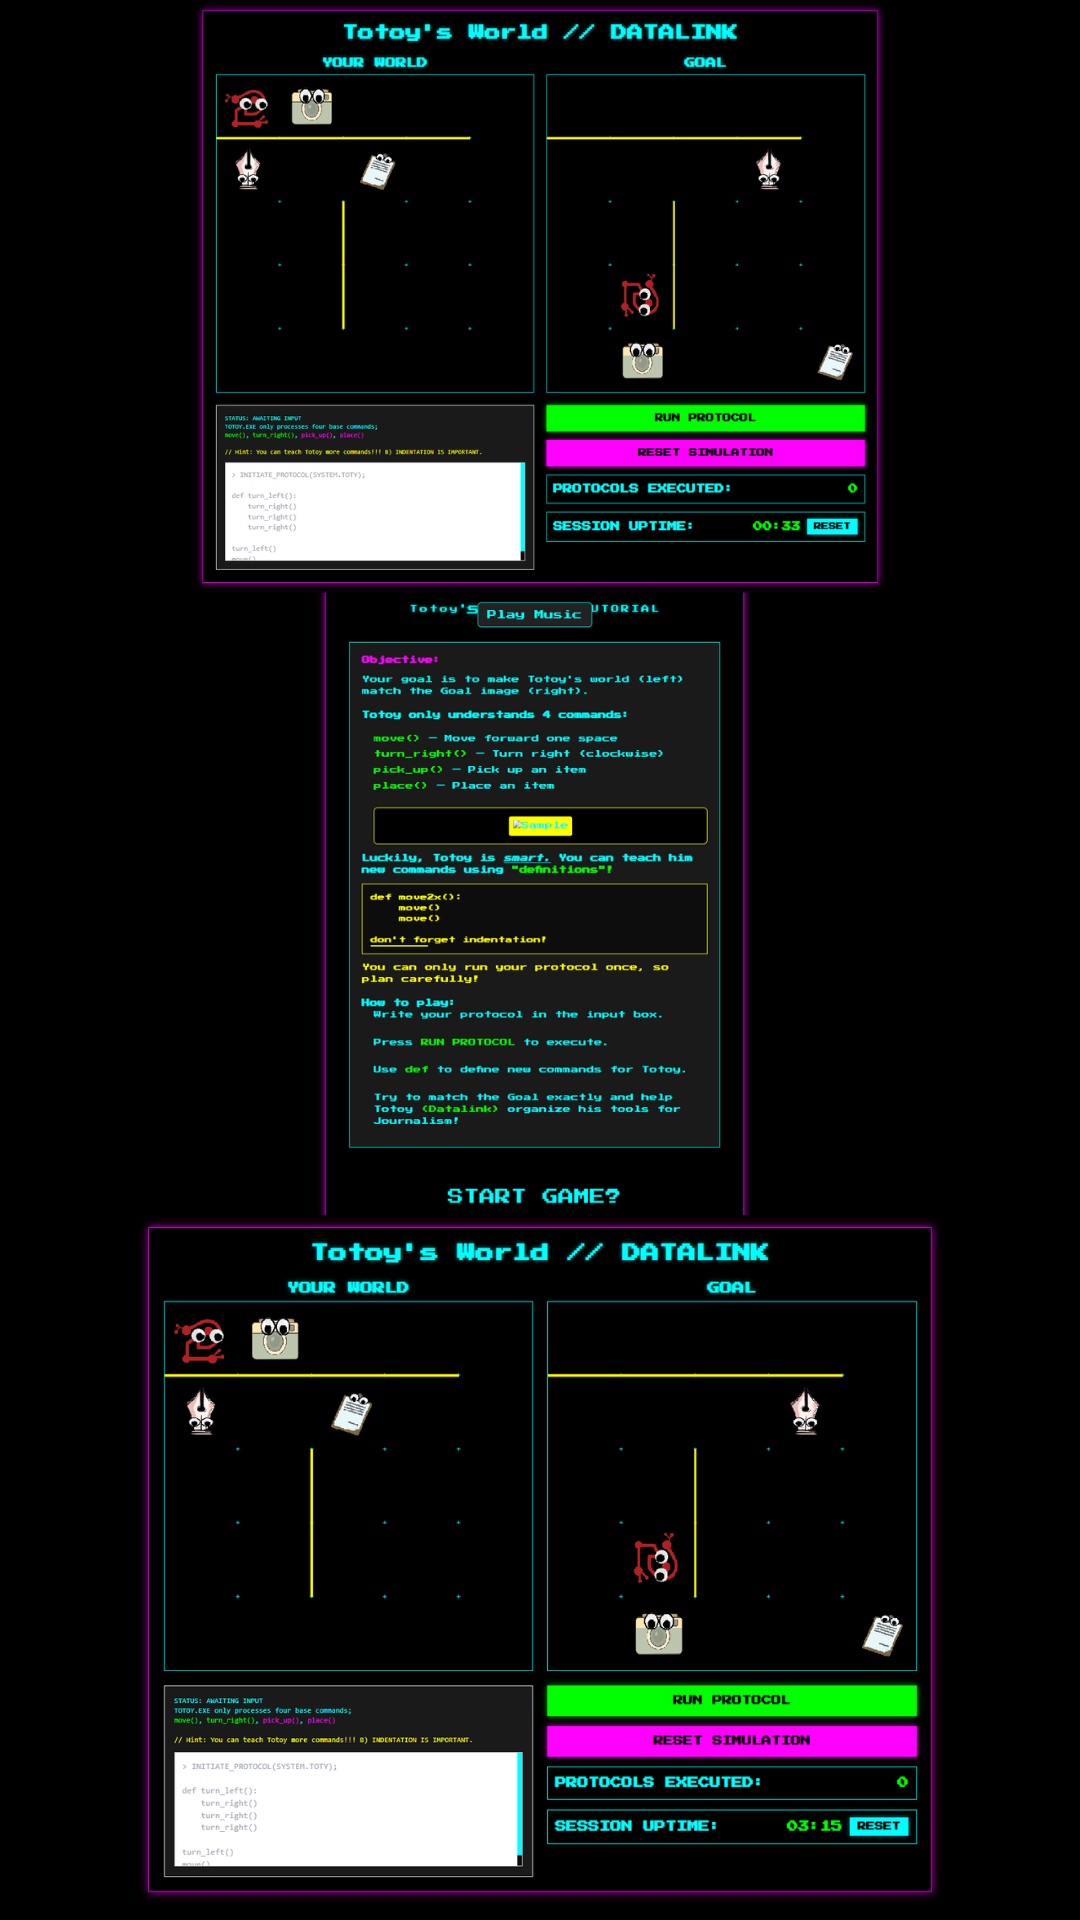 Totoy's World // DATALINK
YOUR WORLD
GOAL
STATUS: AWAITING INPUT
TOTOY.EXE only processes four base commands;
move(), turn_right(), pick_up(), place()
// Hint: You can teach Totoy more commands!!! 8) INDENTATION IS IMPORTANT.
> INITIATE_PROTOCOL(SYSTEM.TOTY);
def turn_left():
    turn_right()
    turn_right()
    turn_right()
turn_left()
move()
RUN PROTOCOL
RESET SIMULATION
PROTOCOLS EXECUTED: 0
SESSION UPTIME: 00:33 RESET
Totoy's
Play Music
UTORIAL
Objective:
Your goal is to make Totoy's world (left)
match the Goal image (right).
Totoy only understands 4 commands:
move() — Move forward one space
turn_right() — Turn right (clockwise)
pick_up() — Pick up an item
place() — Place an item
Sample
Luckily, Totoy is smart. You can teach him
new commands using "definitions"!
def move2x():
    move()
    move()
don't forget indentation!
You can only run your protocol once, so
plan carefully!
How to play:
Write your protocol in the input box.
Press RUN PROTOCOL to execute.
Use def to define new commands for Totoy.
Try to match the Goal exactly and help
Totoy (Datalink) organize his tools for
Journalism!
START GAME?
Totoy's World // DATALINK
YOUR WORLD
GOAL
STATUS: AWAITING INPUT
TOTOY.EXE only processes four base commands;
move(), turn_right(), pick_up(), place()
// Hint: You can teach Totoy more commands!!! 8) INDENTATION IS IMPORTANT.
> INITIATE_PROTOCOL(SYSTEM.TOTY);
def turn_left():
    turn_right()
    turn_right()
    turn_right()
turn_left()
move()
RUN PROTOCOL
RESET SIMULATION
PROTOCOLS EXECUTED: 0
SESSION UPTIME: 03:15 RESET